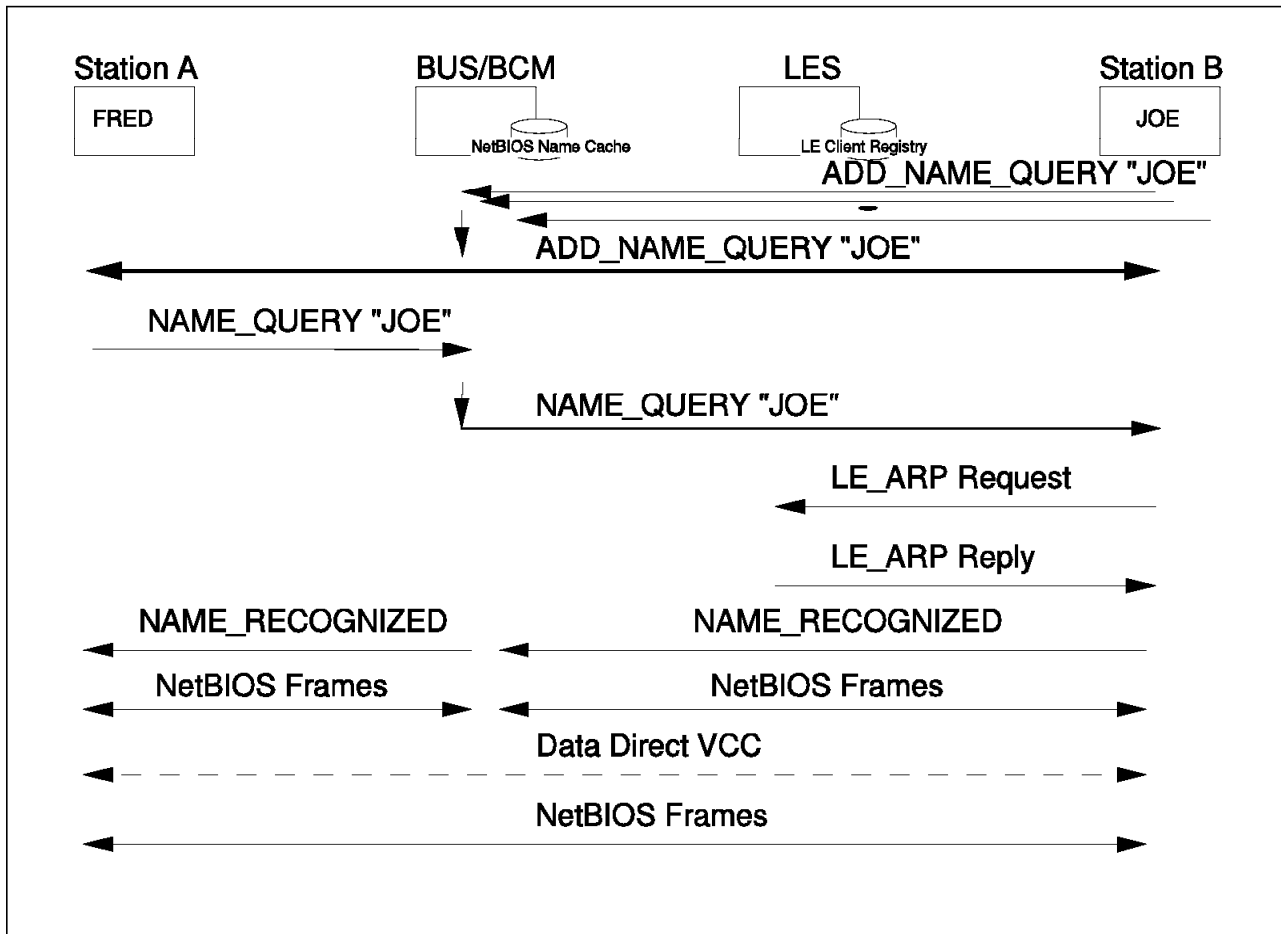 Station A
BUS/BCM
LES
Station B
FRED
JOE
NetBIOS Name Cache
LE Client Registry
ADD_NAME_QUERY "JOE"
ADD_NAME_QUERY "JOE"
NAME_QUERY "JOE"
NAME_QUERY "JOE"
LE_ARP Request
LE_ARP Reply
NAME_RECOGNIZED
NAME_RECOGNIZED
NetBIOS Frames
NetBIOS Frames
Data Direct VCC
NetBIOS Frames